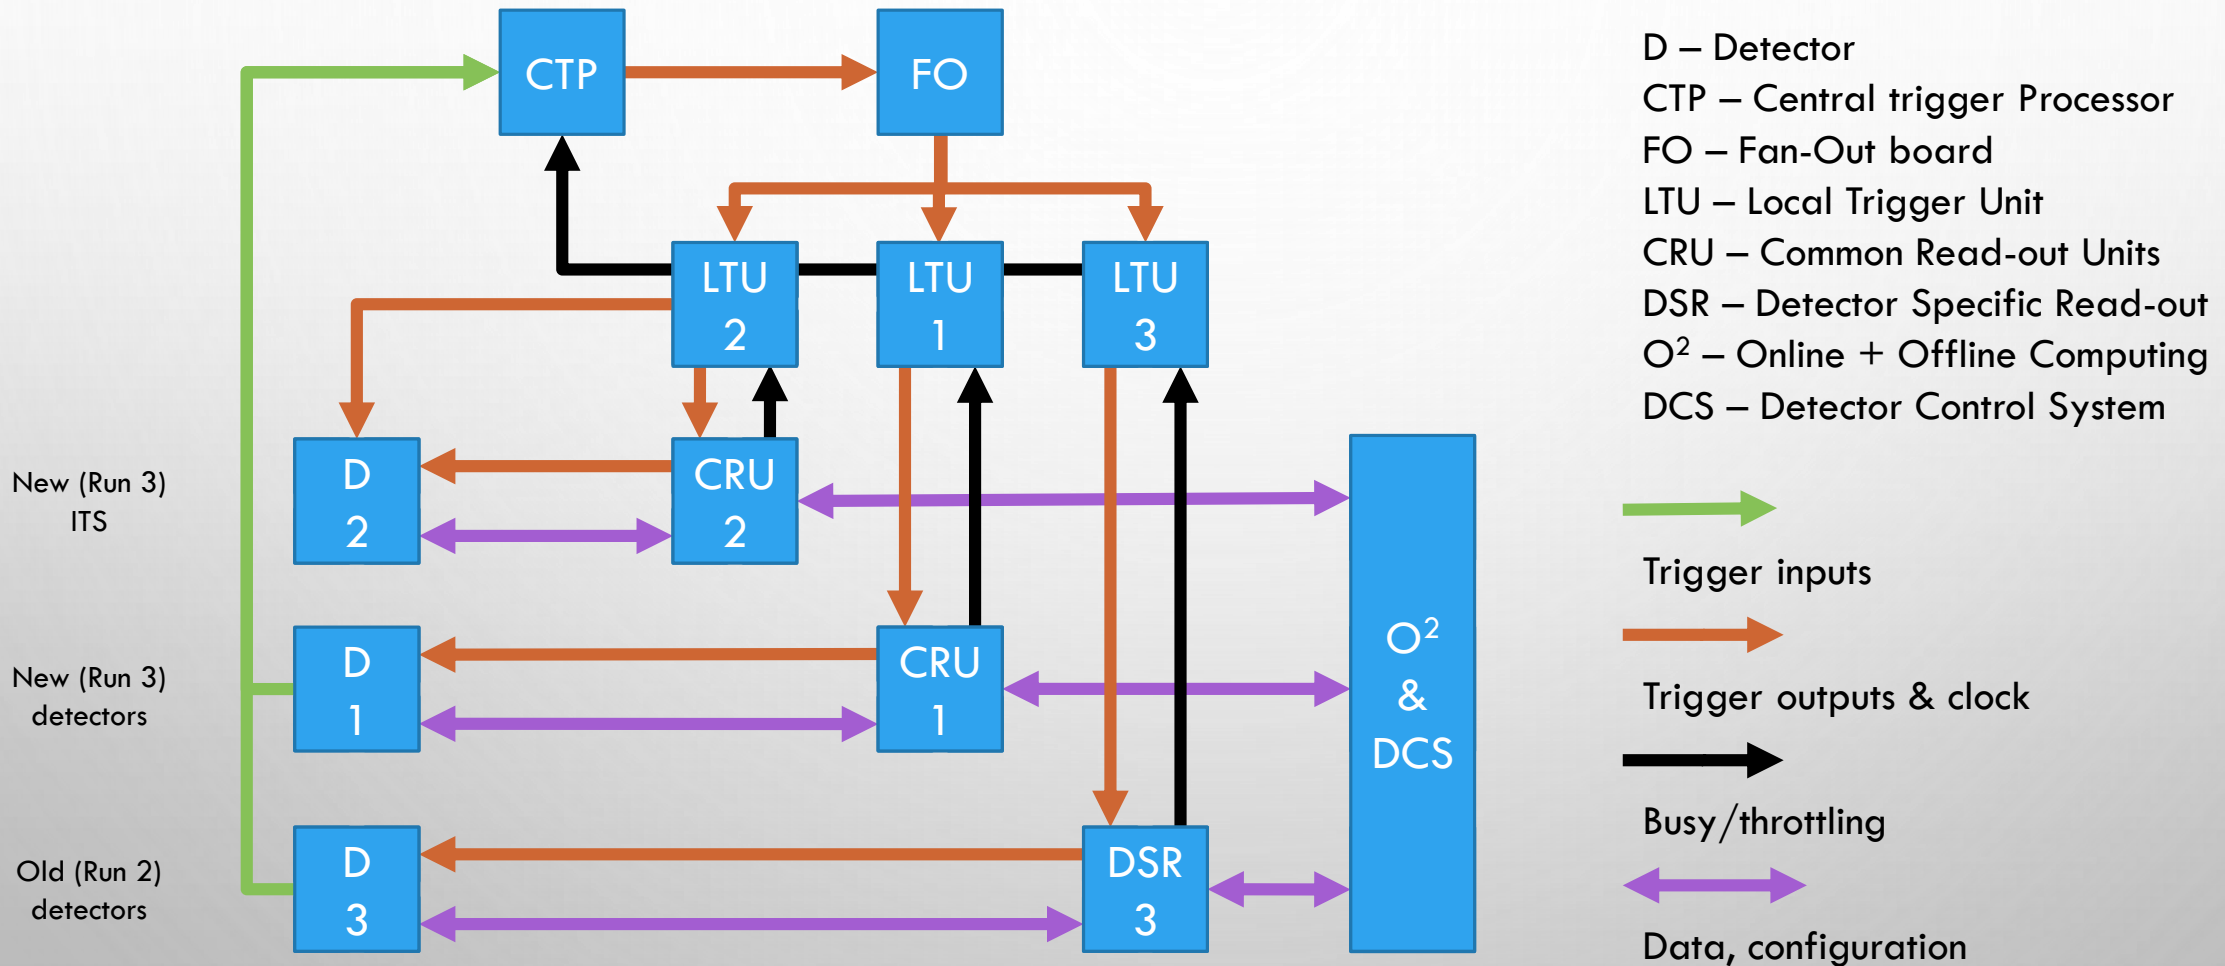 CTP
FO
D – Detector
CTP – Central trigger Processor
FO – Fan-Out board
LTU – Local Trigger Unit
CRU – Common Read-out Units
DSR – Detector Specific Read-out
O² – Online + Offline Computing
DCS – Detector Control System
LTU
2
LTU
1
LTU
3
New (Run 3)
ITS
D
2
CRU
2
New (Run 3)
detectors
D
1
CRU
1
Old (Run 2)
detectors
D
3
DSR
3
O²
&
DCS
Trigger inputs
Trigger outputs & clock
Busy/throttling
Data, configuration